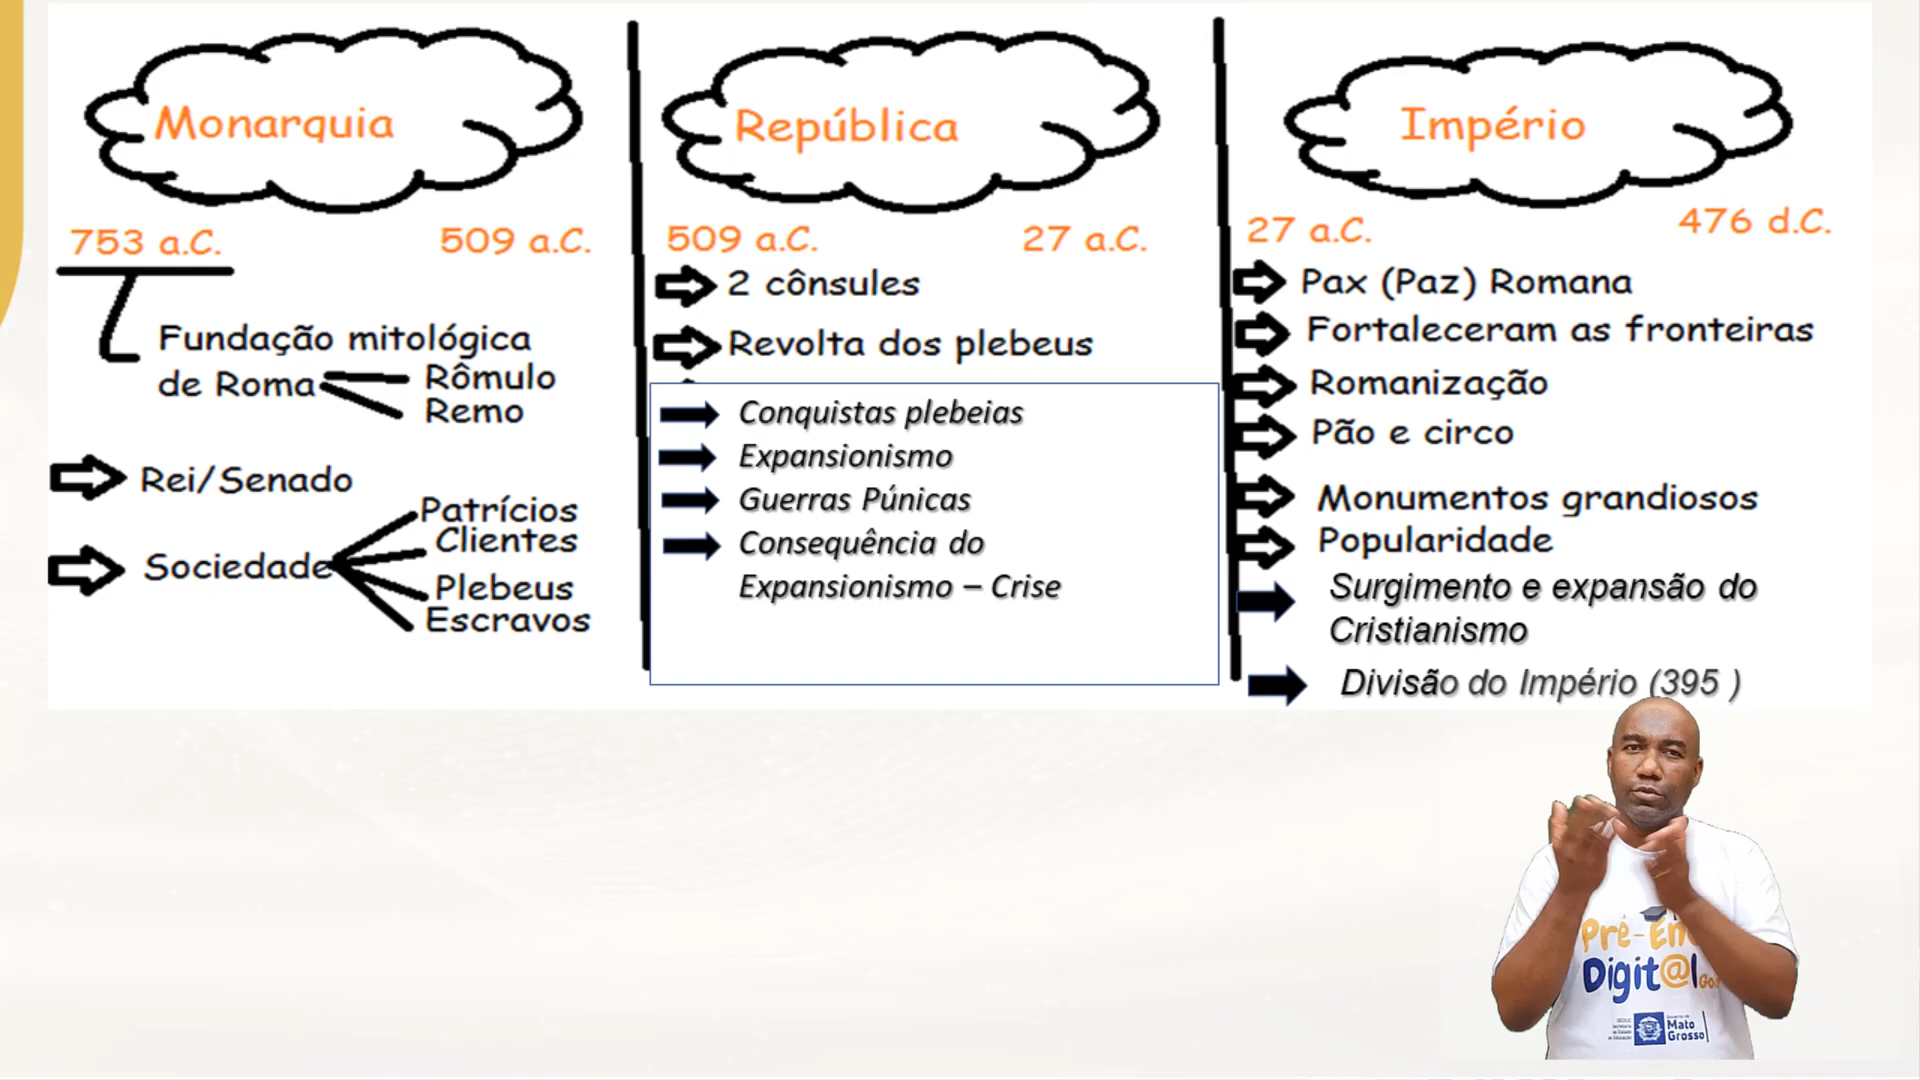 Monarquia
753 a.C.
509 a.C.
Fundação mitológica
de Roma
Rômulo
Remo
Rei/Senado
Sociedade
Patrícios
Clientes
Plebeus
Escravos
República
509 a.C.
27 a.C.
2 cônsules
Revolta dos plebeus
Conquistas plebeias
Expansionismo
Guerras Púnicas
Consequência do
Expansionismo – Crise
Império
27 a.C.
476 d.C.
Pax (Paz) Romana
Fortaleceram as fronteiras
Romanização
Pão e circo
Monumentos grandiosos
Popularidade
Surgimento e expansão do
Cristianismo
Divisão do Império (395 )
Pré-En
Digit@l
Mato
Grosso